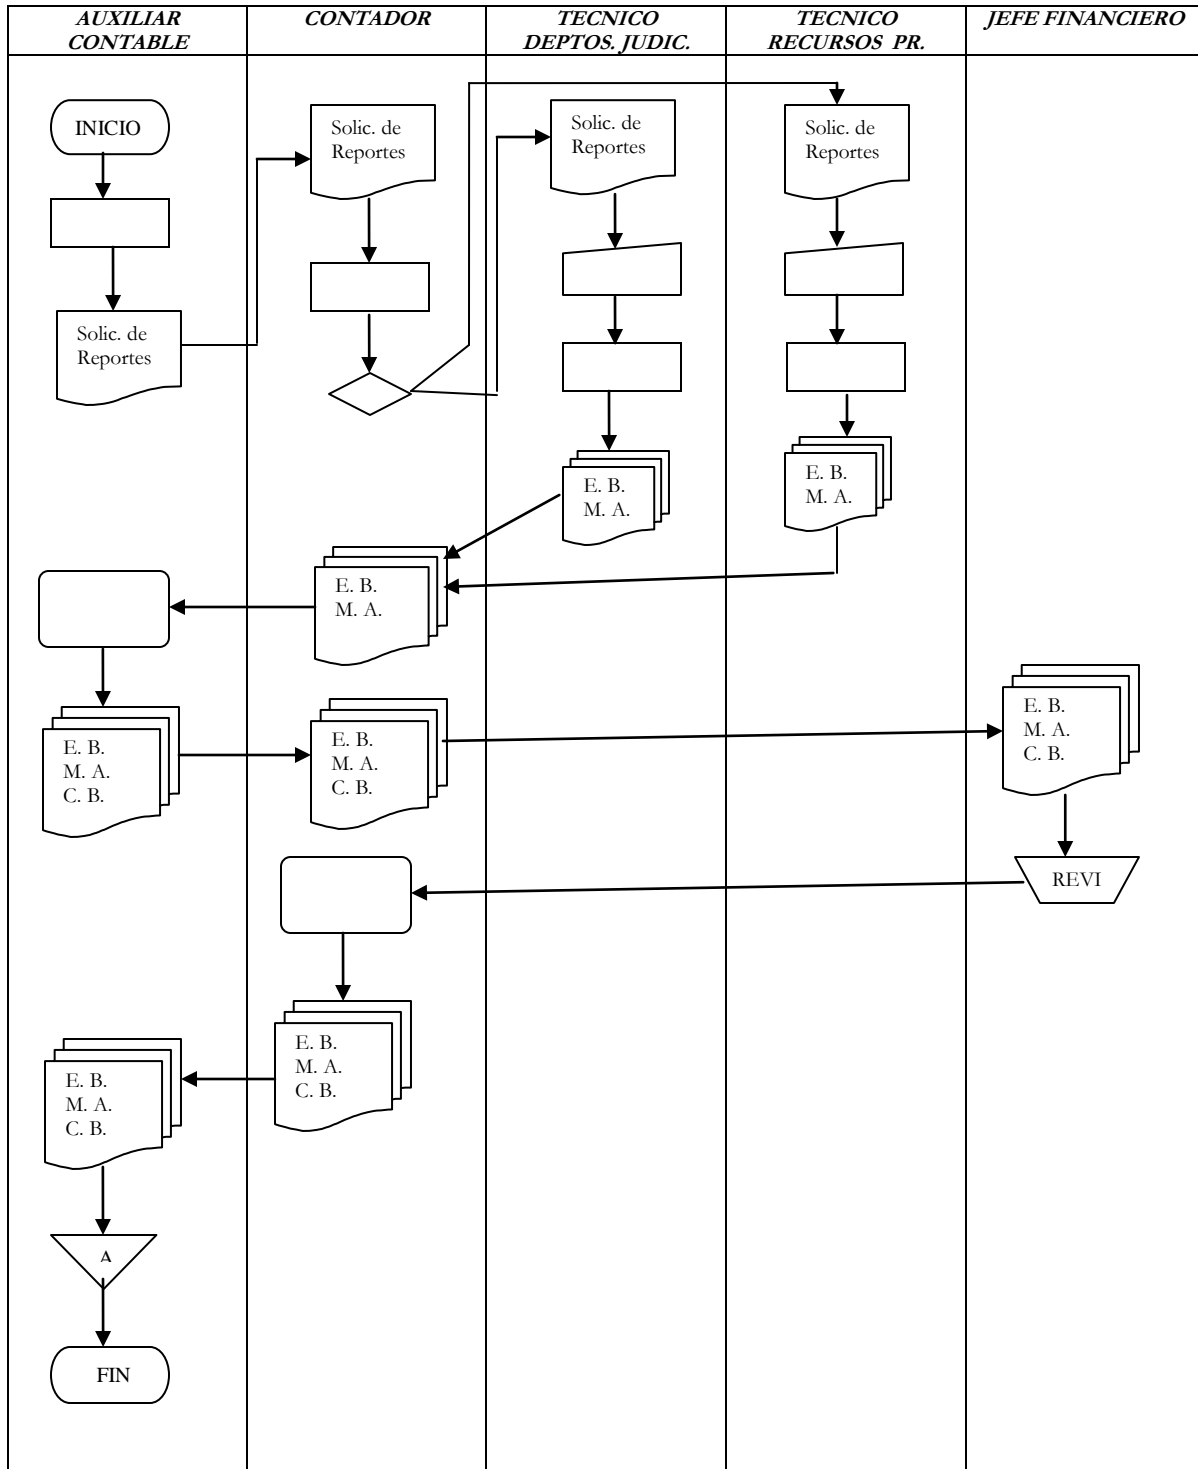 AUXILIAR
CONTABLE
CONTADOR
TECNICO
DEPTOS. JUDIC.
TECNICO
RECURSOS PR.
JEFE FINANCIERO
INICIO
Solic. de
Reportes
Solic. de
Reportes
Solic. de
Reportes
Solic. de
Reportes
E. B.
M. A.
E. B.
M. A.
E. B.
M. A.
E. B.
M. A.
C. B.
E. B.
M. A.
C. B.
E. B.
M. A.
C. B.
REVI
E. B.
M. A.
C. B.
E. B.
M. A.
C. B.
A
FIN